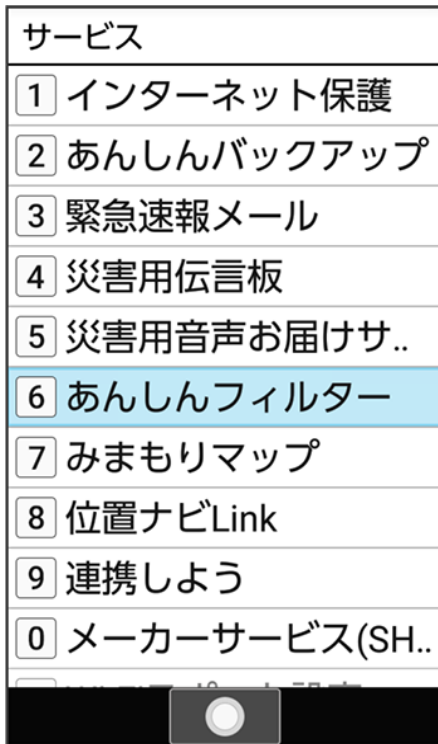 サービス
1 インターネット保護
2 あんしんバックアップ
3 緊急速報メール
4 災害用伝言板
5 災害用音声お届けサ..
6 あんしんフィルター
7 みまもりマップ
8 位置ナビLink
9 連携しよう
0 メーカーサービス(SH..